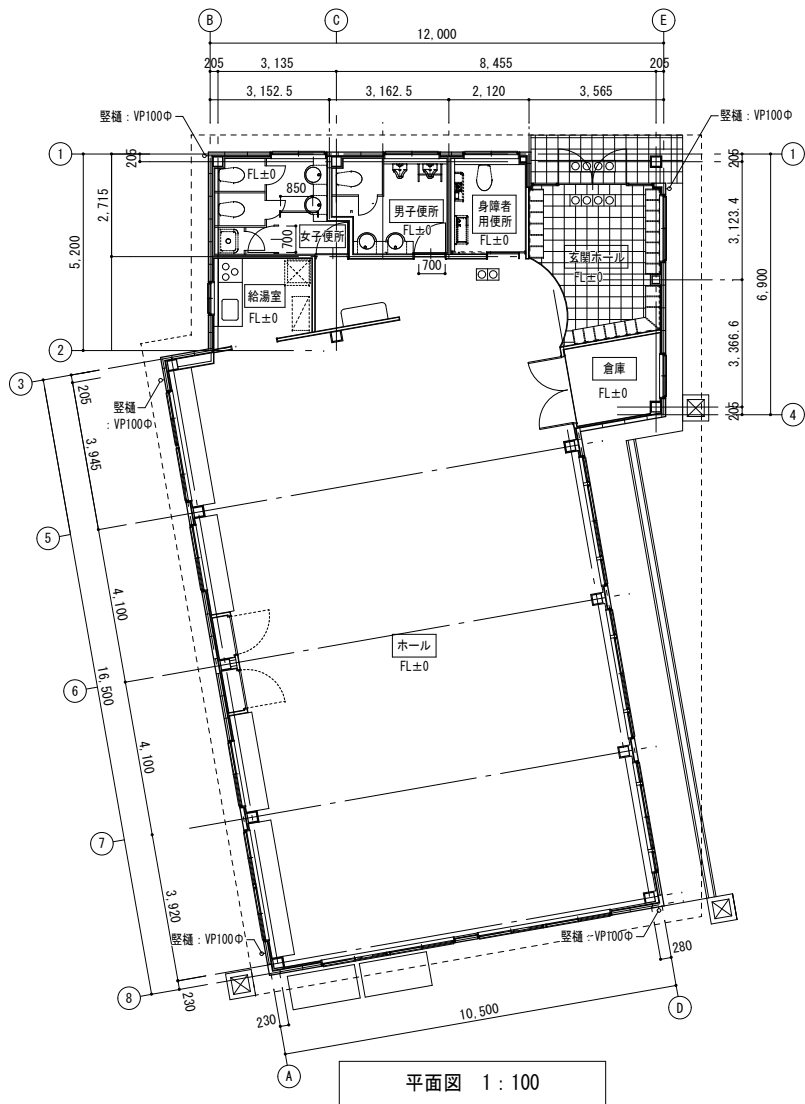 B
C
E
12,000
205
3,135
8,455
205
3,152.5
3,162.5
2,120
3,565
竪樋：VP100Φ
竪樋：VP100Φ
1
1
205
205
2,715
5,200
3,123.4
6,900
3,366.6
205
FL±0
850
700
女子便所
男子便所
FL±0
700
身障者
用便所
FL±0
玄関ホール
FL±0
給湯室
FL±0
倉庫
FL±0
2
3
4
竪樋
：VP100Φ
205
3,945
5
4,100
ホール
FL±0
16,500
6
4,100
7
3,920
竪樋：VP100Φ
竪樋：VP100Φ
280
8
230
230
10,500
D
A
平面図 1：100